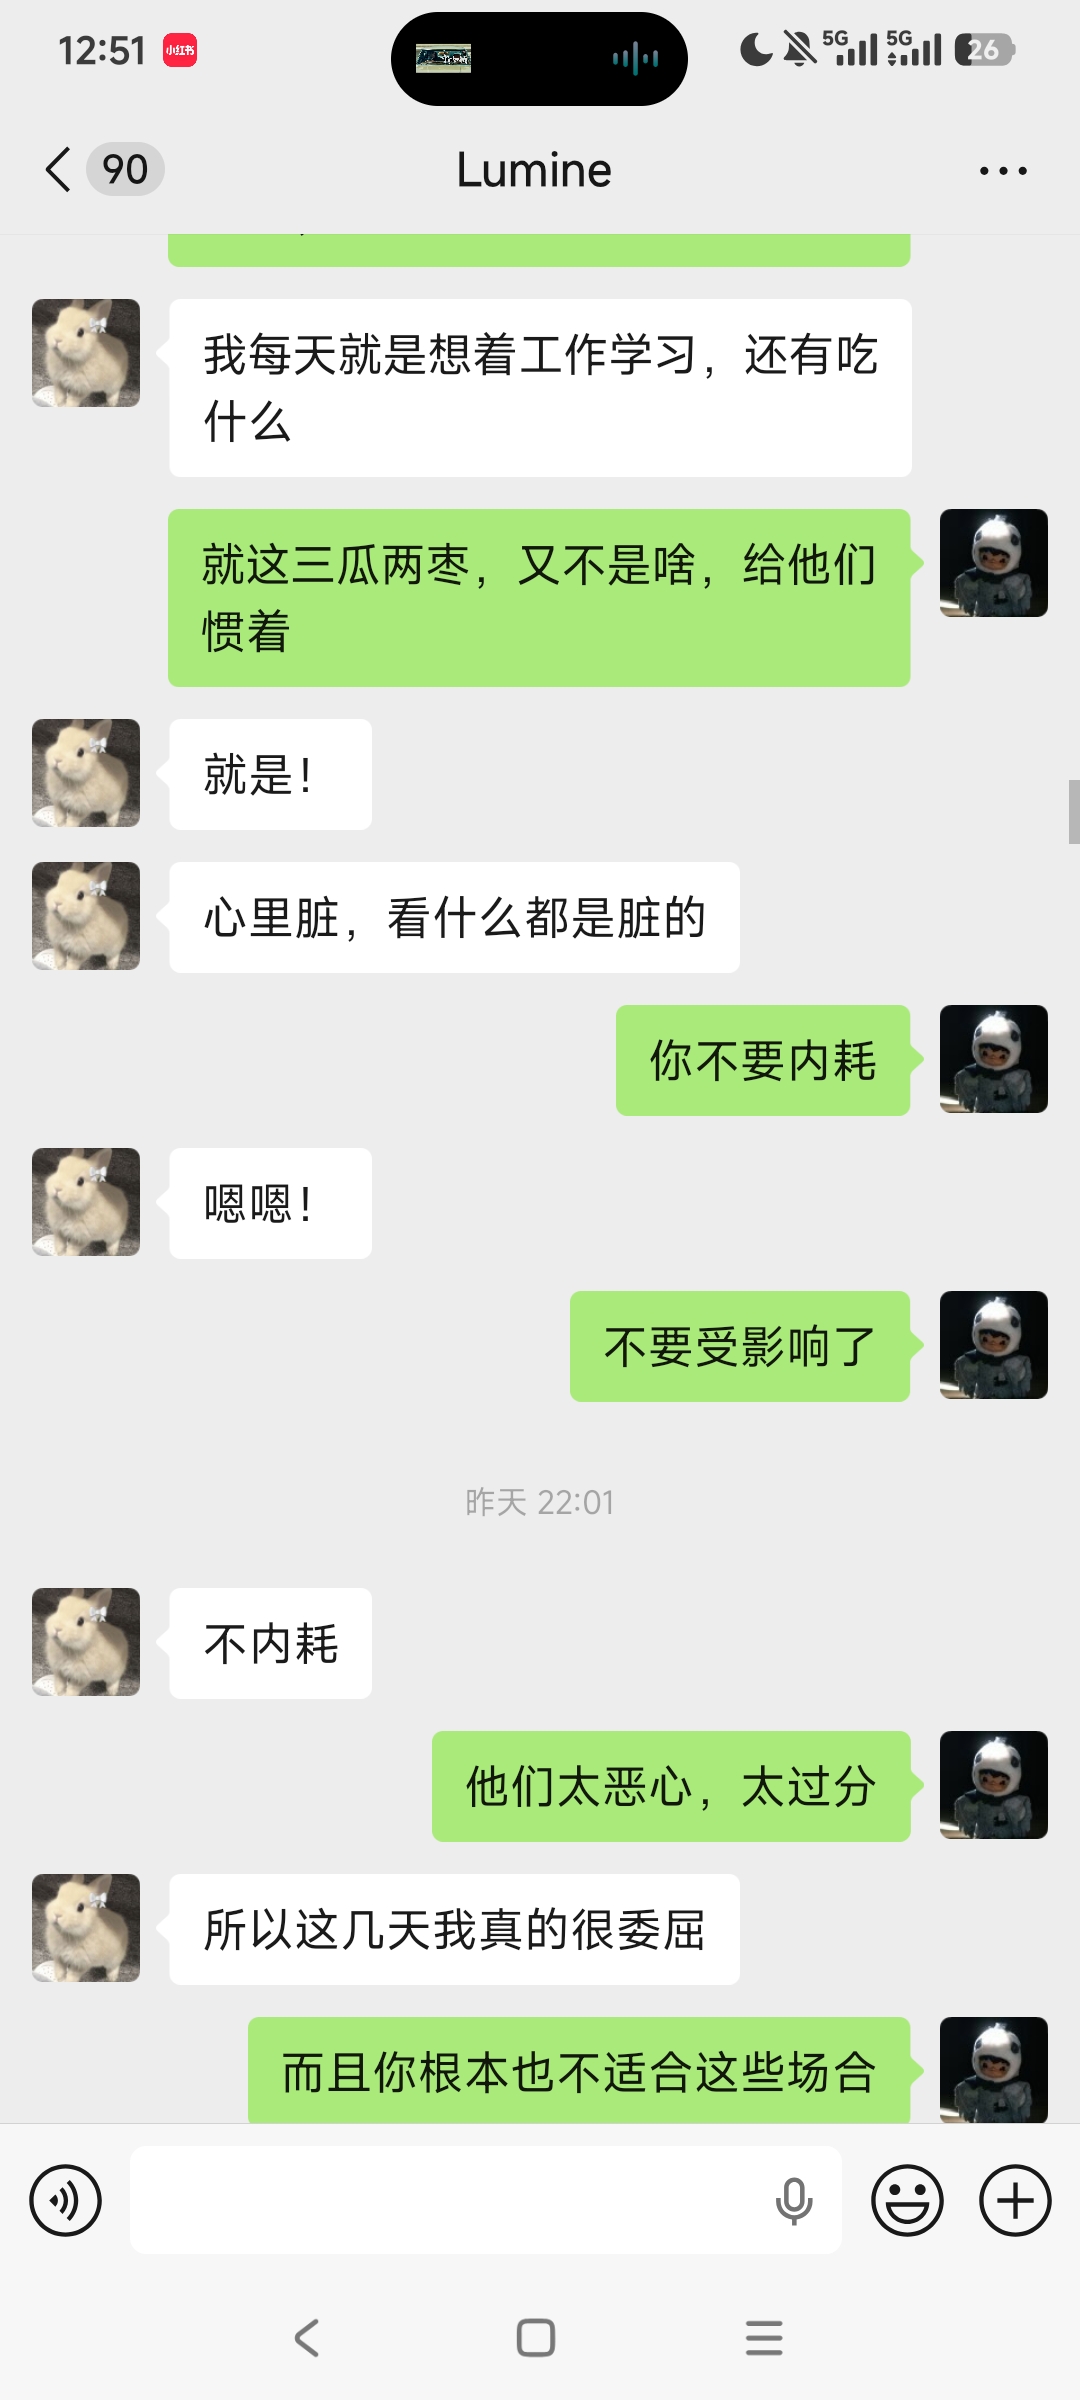 12:51
小红书
5G
5G
26
90
Lumine
我每天就是想着工作学习，还有吃
什么
就这三瓜两枣，又不是啥，给他们
惯着
就是！
心里脏，看什么都是脏的
你不要内耗
嗯嗯！
不要受影响了
昨天 22:01
不内耗
他们太恶心，太过分
所以这几天我真的很委屈
而且你根本也不适合这些场合